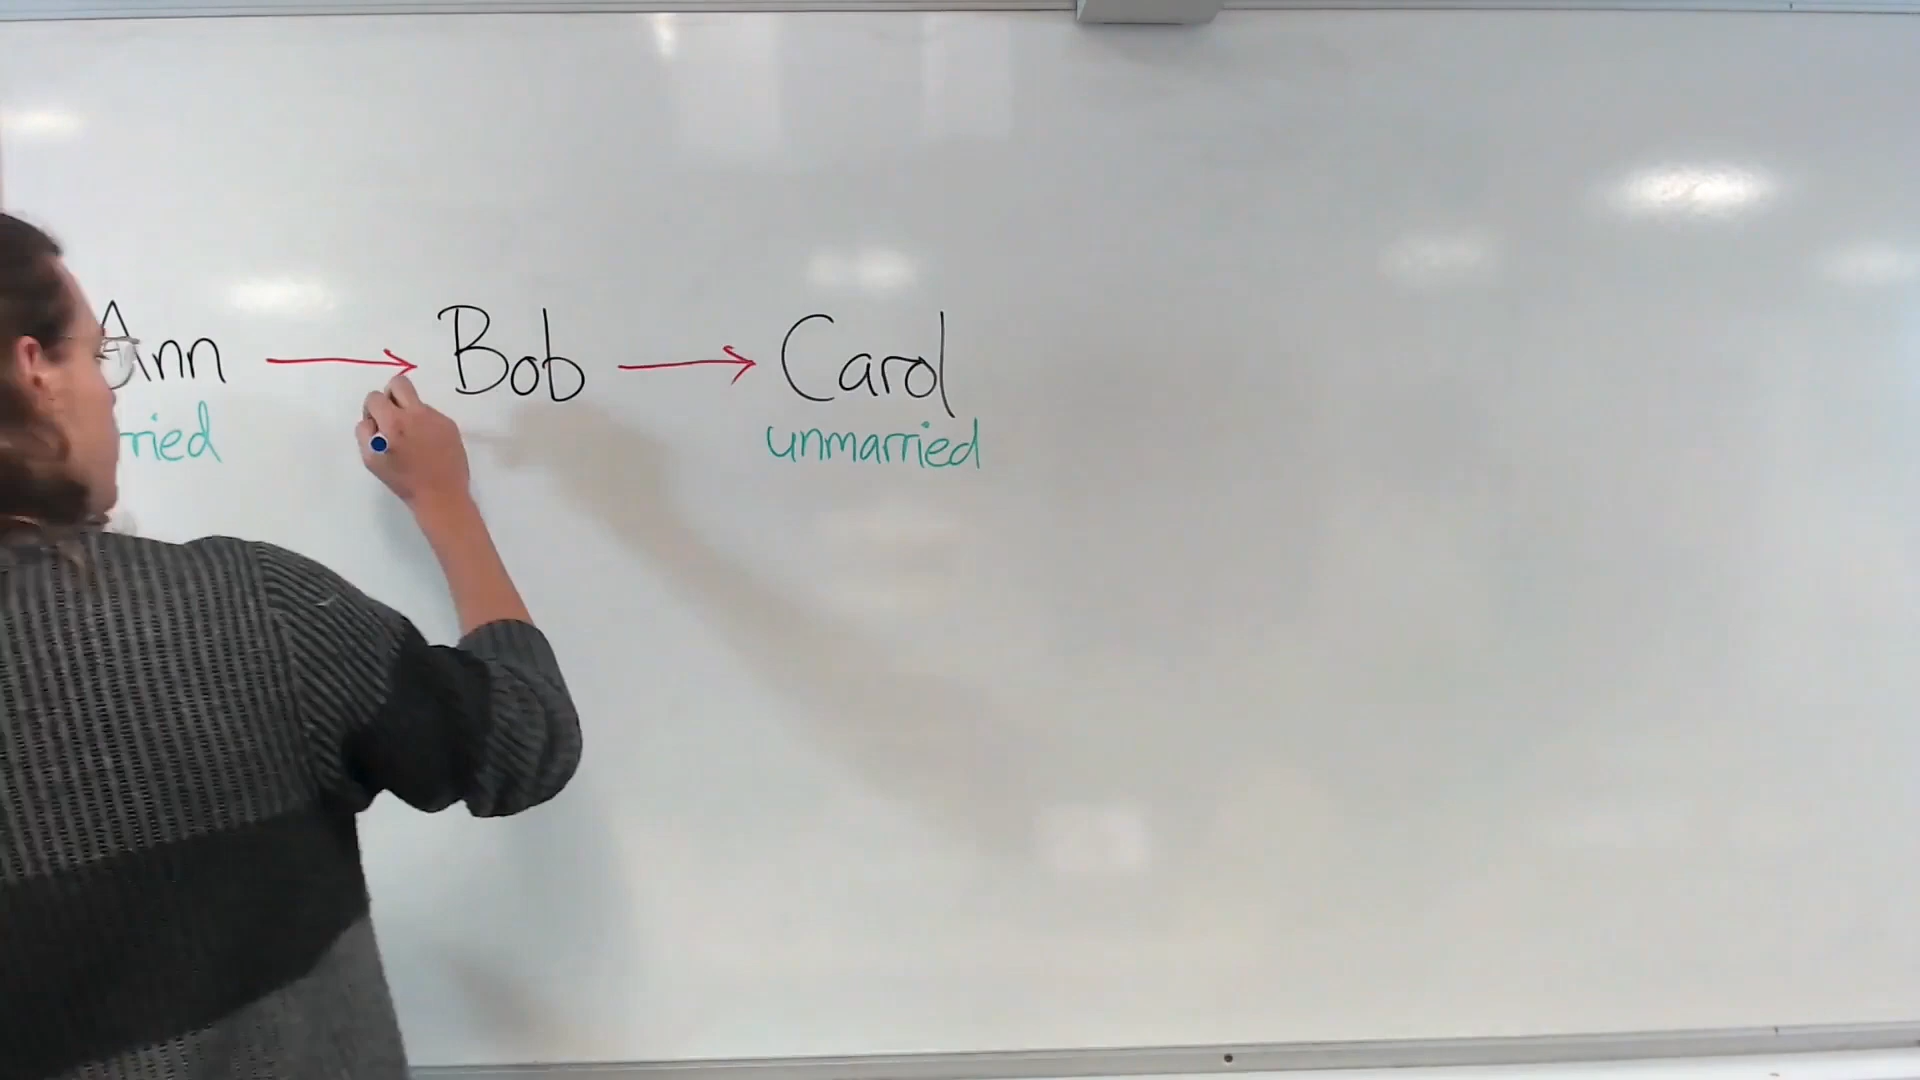 Ann → Bob → Carol
rried unmarried